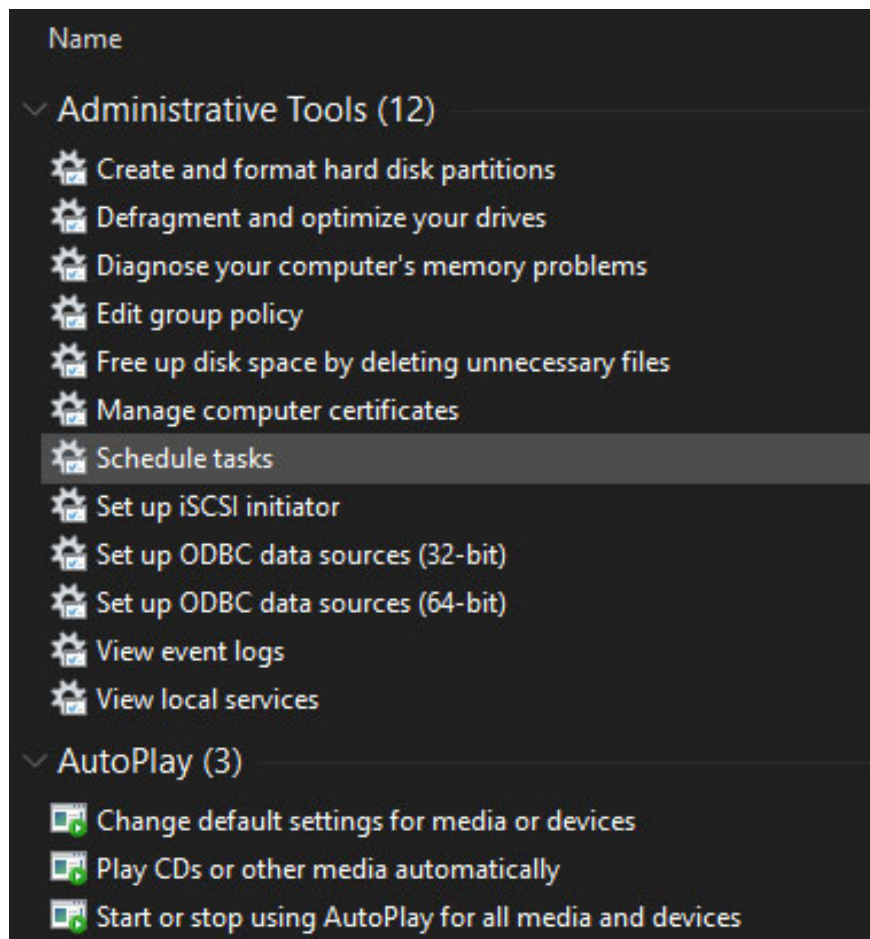 Name
Administrative Tools (12)
Create and format hard disk partitions
Defragment and optimize your drives
Diagnose your computer's memory problems
Edit group policy
Free up disk space by deleting unnecessary files
Manage computer certificates
Schedule tasks
Set up iSCSI initiator
Set up ODBC data sources (32-bit)
Set up ODBC data sources (64-bit)
View event logs
View local services
AutoPlay (3)
Change default settings for media or devices
Play CDs or other media automatically
Start or stop using AutoPlay for all media and devices